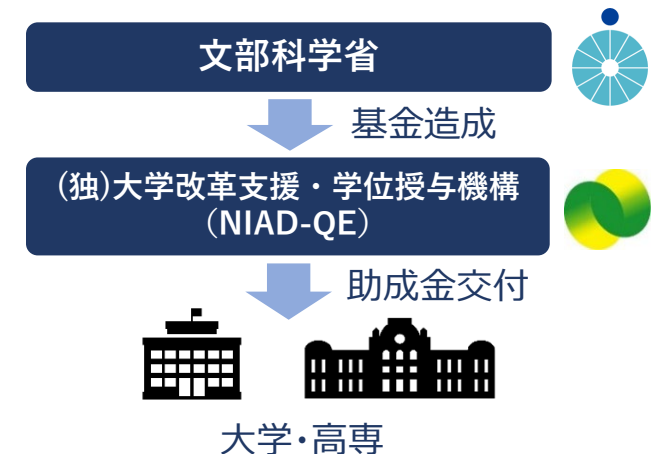 文部科学省
基金造成
(独)大学改革支援・学位授与機構
（NIAD-QE）
助成金交付
大学・高専